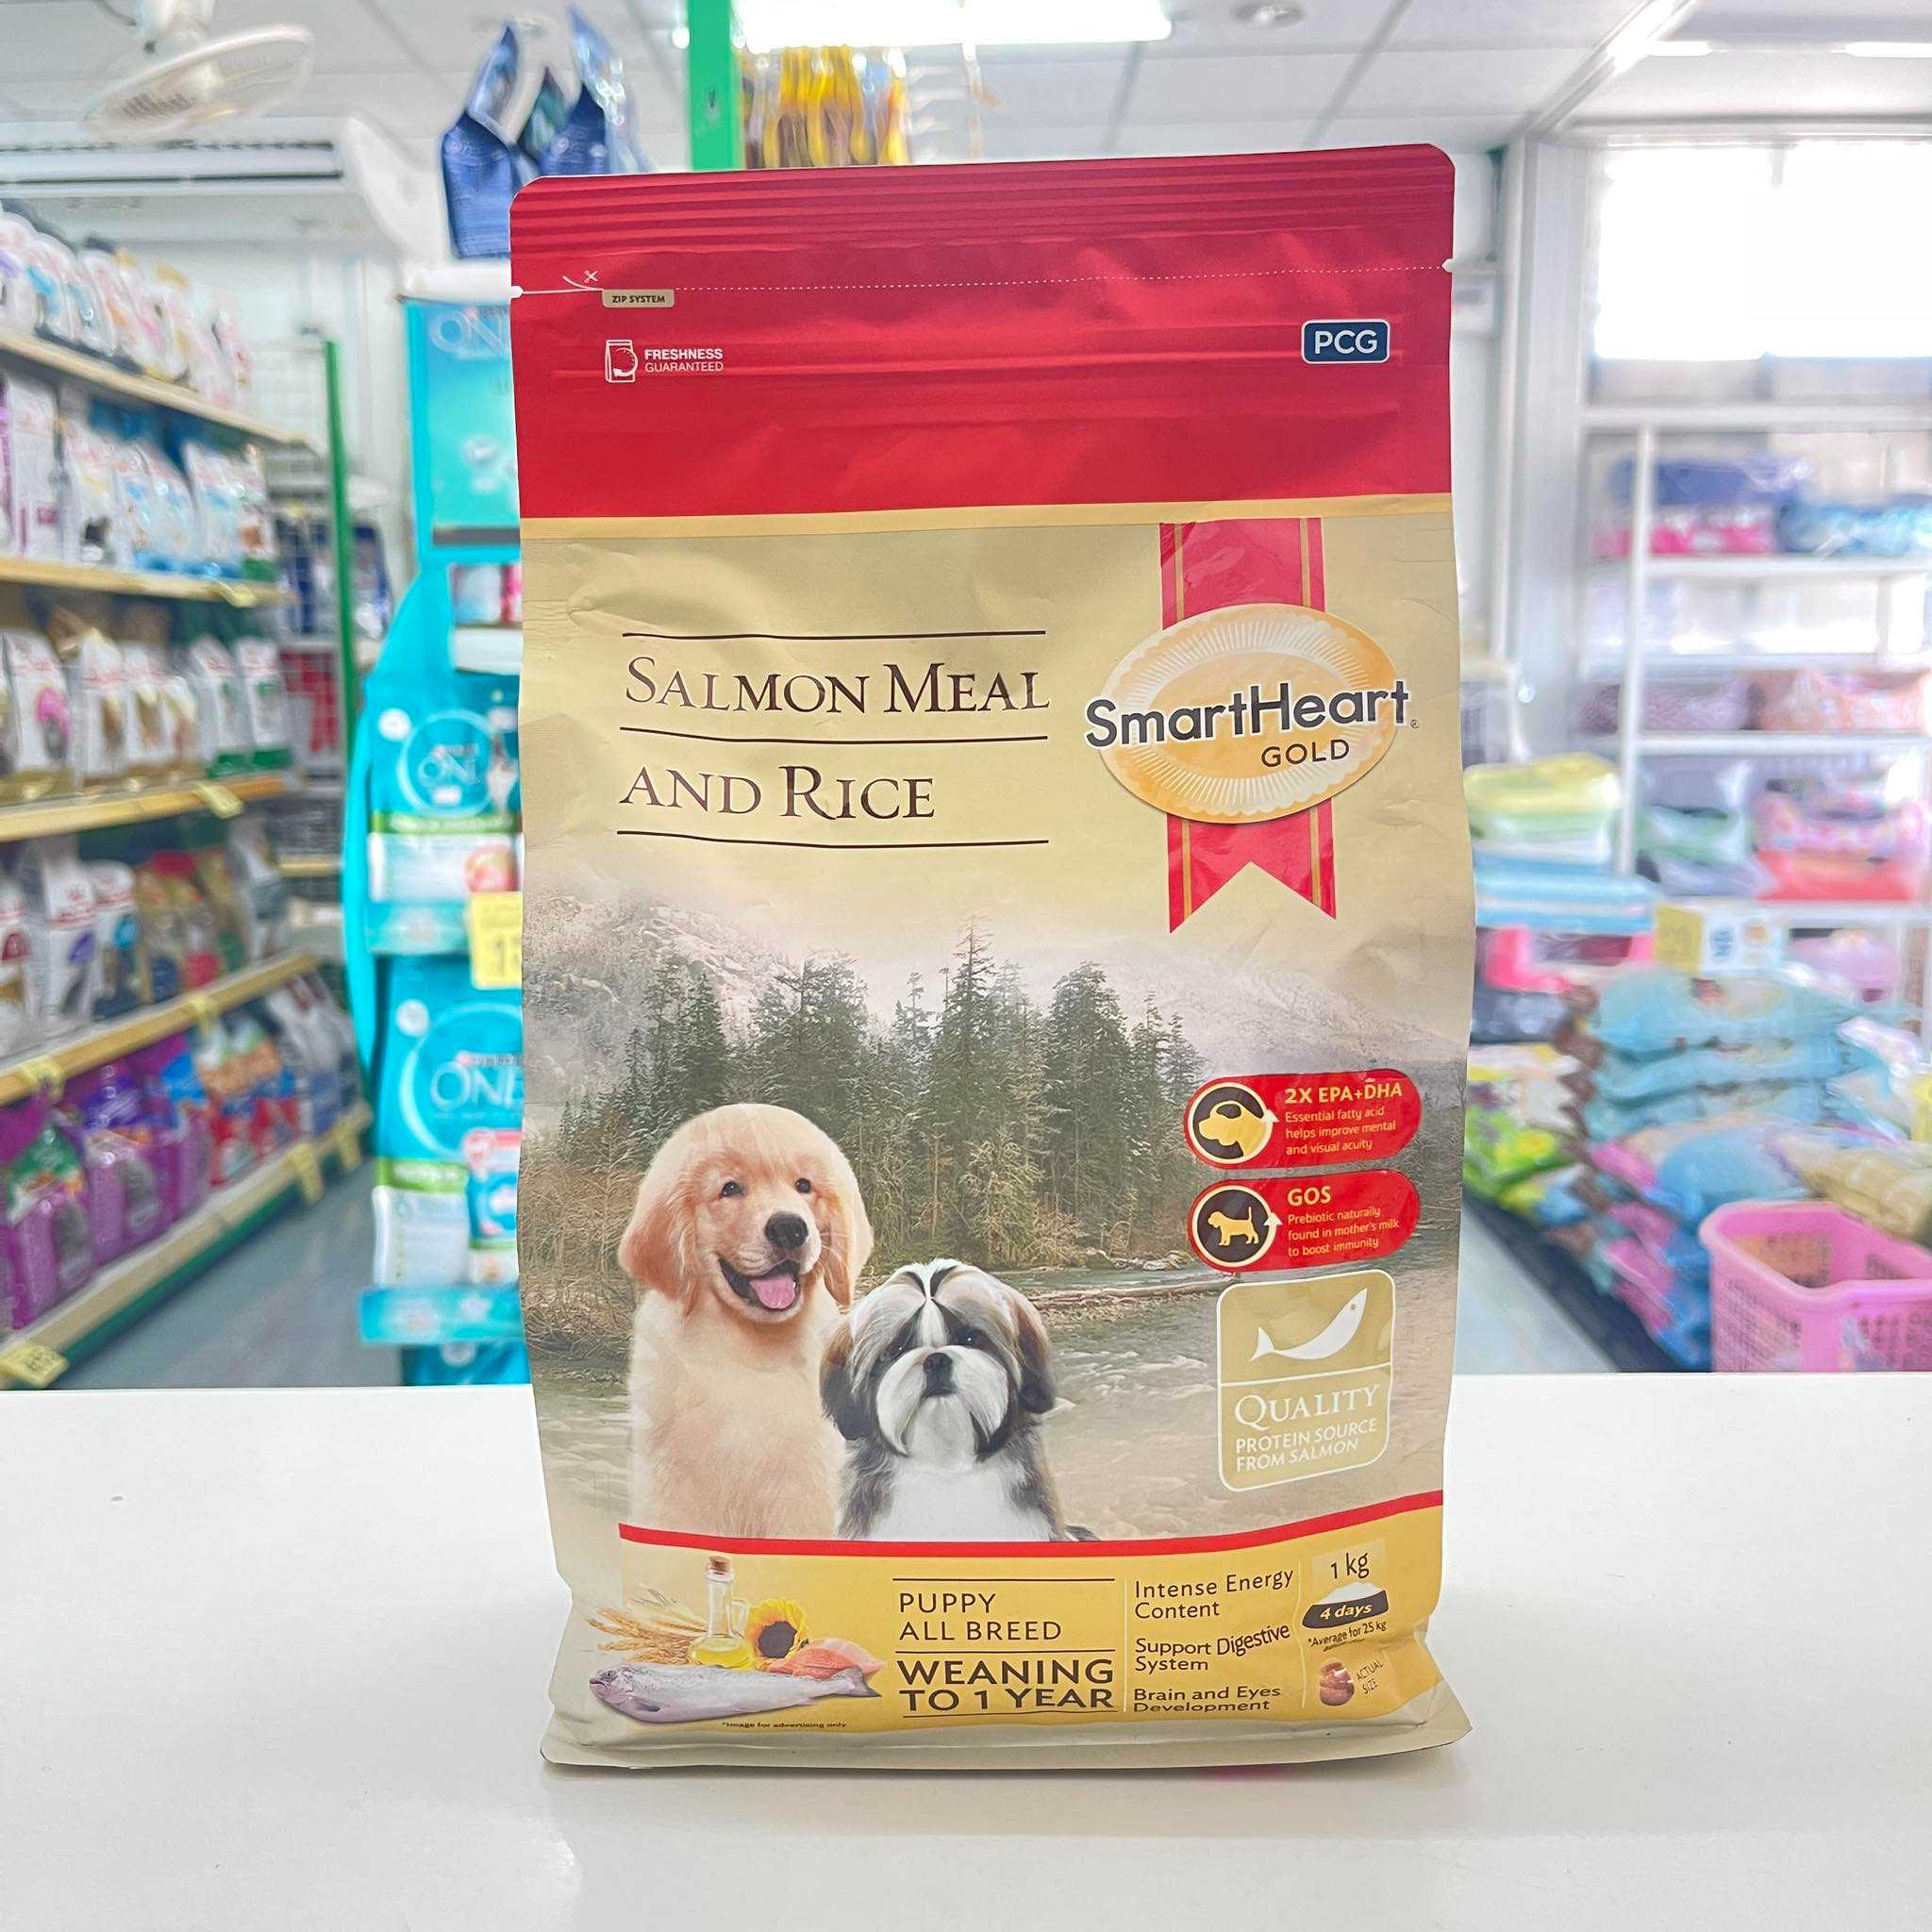 ZIP SYSTEM
FRESHNESS
GUARANTEED
PCG
SALMON MEAL
AND RICE
SmartHeart®
GOLD
2X EPA+DHA
Essential fatty acid
helps improve mental
and visual acuity
GOS
Prebiotic naturally
found in mother's milk
to boost immunity
QUALITY
PROTEIN SOURCE
FROM SALMON
PUPPY
ALL BREED
WEANING
TO 1 YEAR
Intense Energy
Content
Support Digestive
System
Brain and Eyes
Development
1 kg
4 days
*Average for 25 kg
ACTUAL
SIZE
*Image for advertising only
ONE
ONE